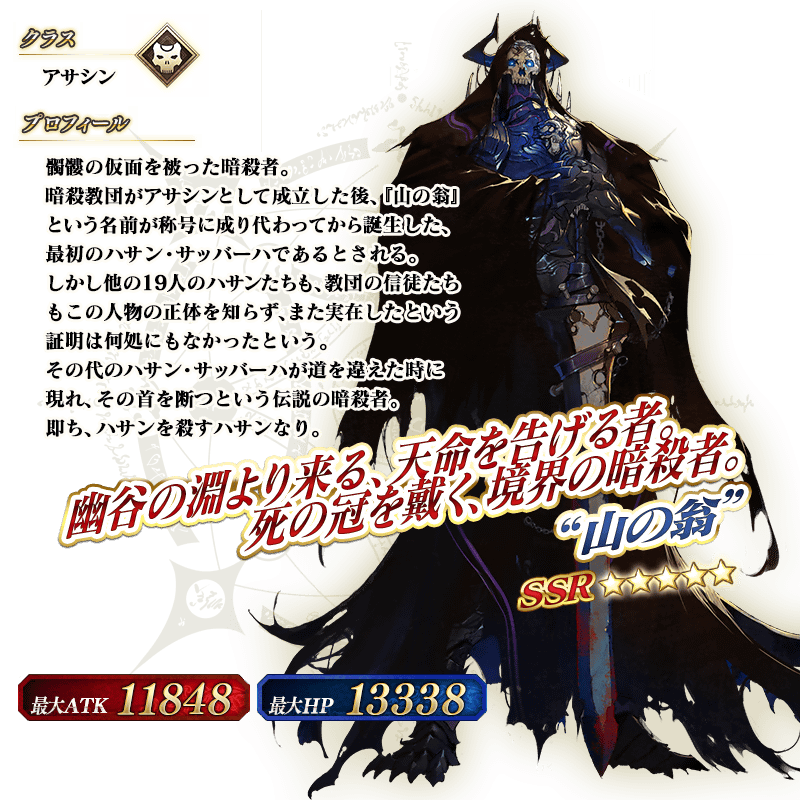 クラス
アサシン
プロフィール
髑髏の仮面を被った暗殺者。
暗殺教団がアサシンとして成立した後、『山の翁』
という名前が称号に成り代わってから誕生した、
最初のハサン・サッバーハであるとされる。
しかし他の19人のハサンたちも、教団の信徒たち
もこの人物の正体を知らず、また実在したという
証明は何処にもなかったという。
その代のハサン・サッバーハが道を違えた時に
現れ、その首を断つという伝説の暗殺者。
即ち、ハサンを殺すハサンなり。
幽谷の淵より来る、天命を告げる者。
死の冠を戴く、境界の暗殺者。
“山の翁”
SSR ☆☆☆☆☆
最大ATK 11848
最大HP 13338